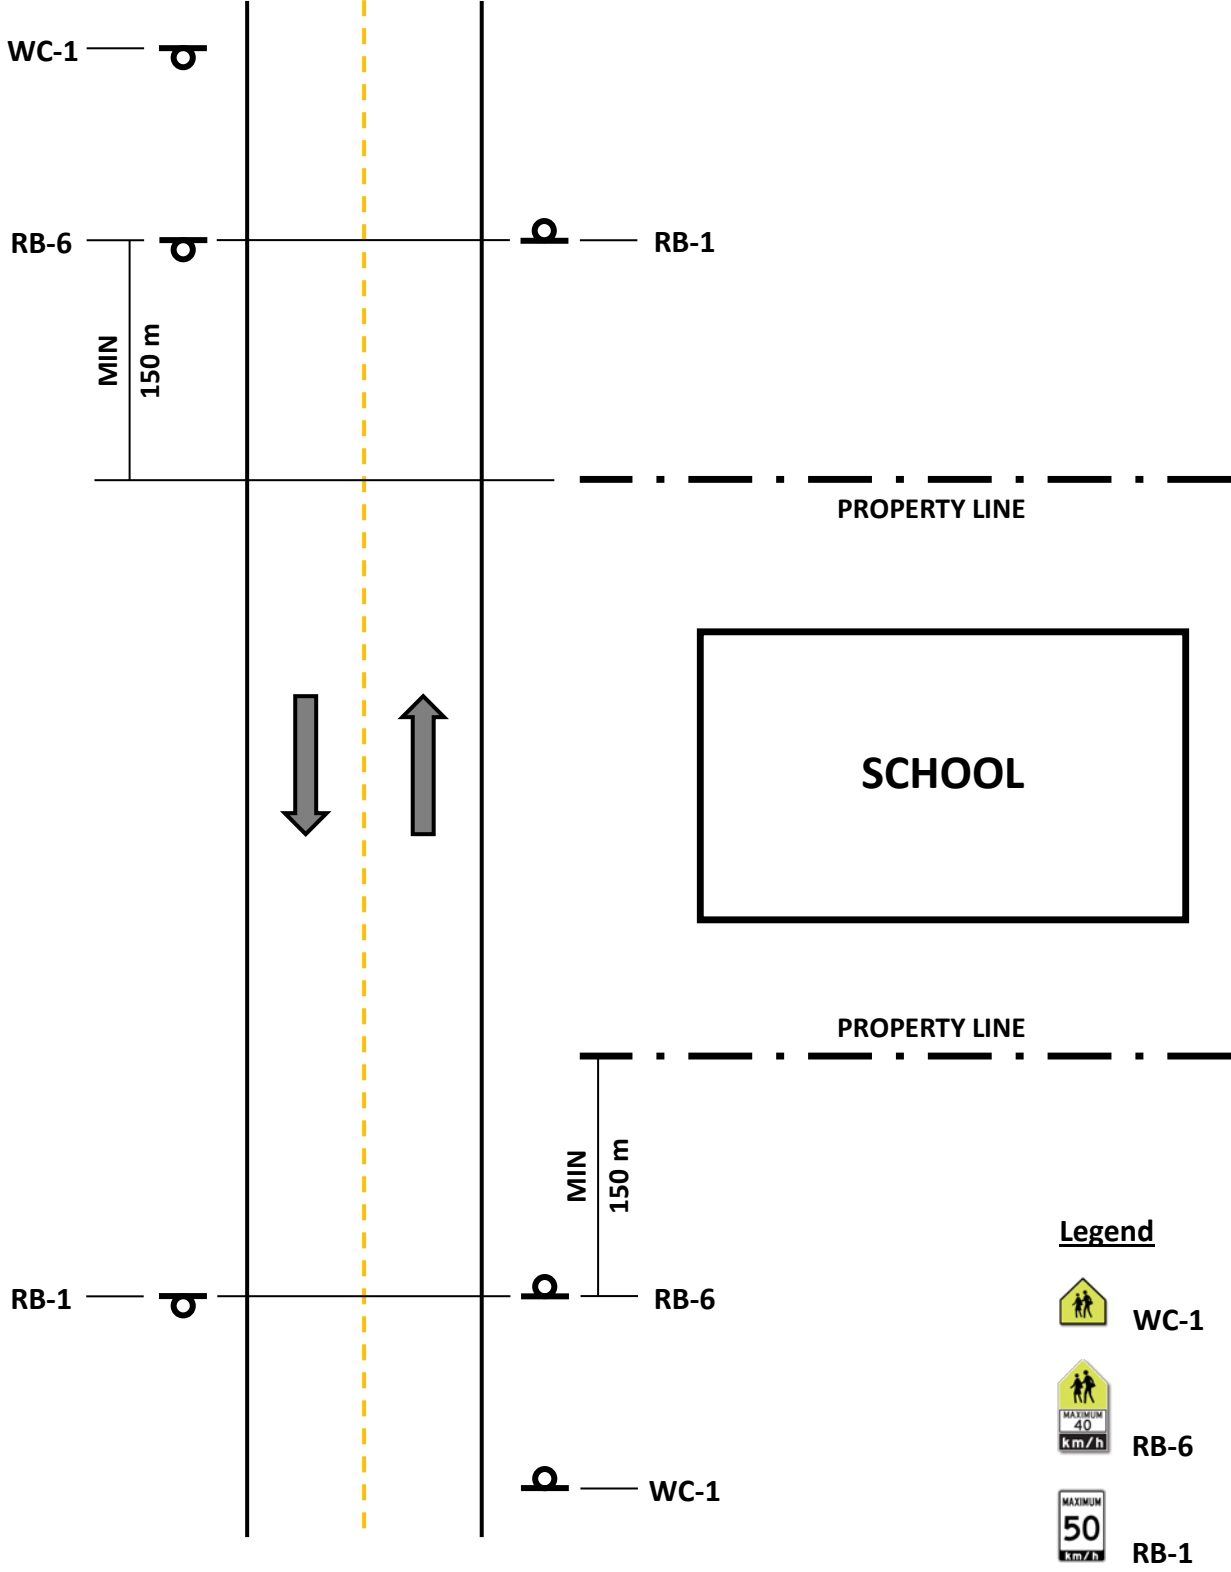 WC-1
RB-6
RB-1
MIN
150 m
PROPERTY LINE
SCHOOL
PROPERTY LINE
MIN
150 m
Legend
RB-1
RB-6
WC-1
WC-1
MAXIMUM
40
km/h
RB-6
MAXIMUM
50
km/h
RB-1